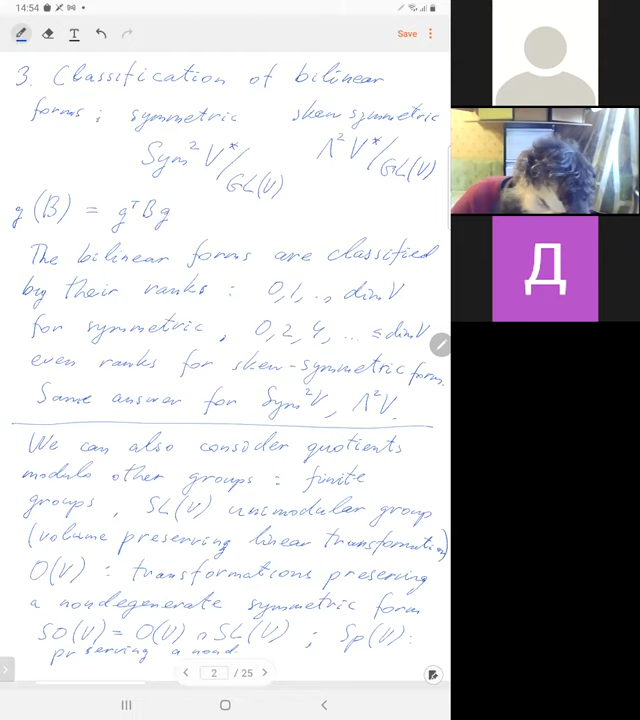 14:54
Save
3. Classification of bilinear
forms: symmetric skew symmetric
Sym² V*/GL(V) Λ² V*/GL(V)
g(B) = gᵀBg
The bilinear forms are classified
by their ranks: 0,1,.., dim V
for symmetric, 0,2,4,... ≤ dim V
even ranks for skew-symmetric form.
Same answer for Sym²V, Λ²V.
We can also consider quotients
modulo other groups: finite
groups, SL(V) unimodular group
(volume preserving linear transformation)
O(V): transformations preserving
a nondegenerate symmetric form
SO(V) = O(V) ∩ SL(V); Sp(V):
preserving a nond.
2 / 25
Д